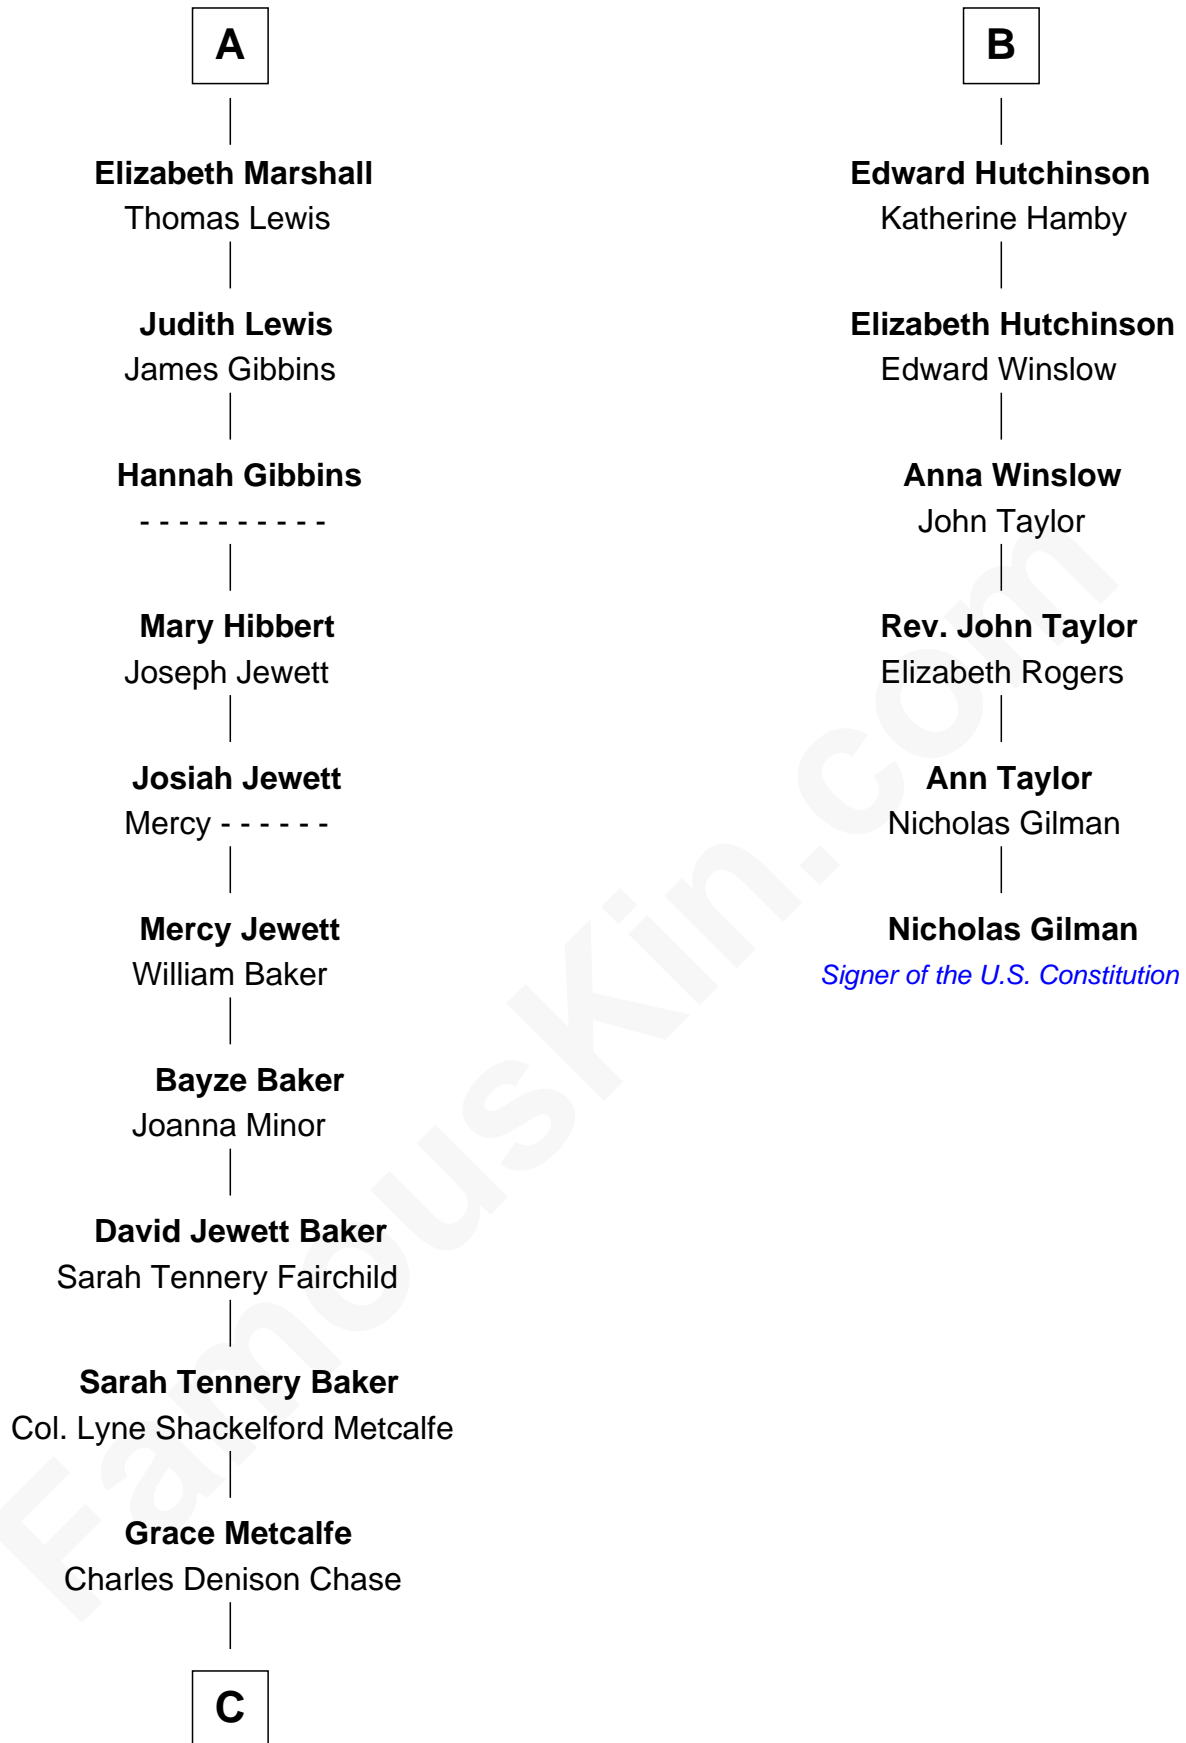 A
Elizabeth Marshall
Thomas Lewis
Judith Lewis
James Gibbins
Hannah Gibbins
- - - - - - - - - -
Mary Hibbert
Joseph Jewett
Josiah Jewett
Mercy - - - - - -
Mercy Jewett
William Baker
Bayze Baker
Joanna Minor
David Jewett Baker
Sarah Tennery Fairchild
Sarah Tennery Baker
Col. Lyne Shackelford Metcalfe
Grace Metcalfe
Charles Denison Chase
C
B
Edward Hutchinson
Katherine Hamby
Elizabeth Hutchinson
Edward Winslow
Anna Winslow
John Taylor
Rev. John Taylor
Elizabeth Rogers
Ann Taylor
Nicholas Gilman
Nicholas Gilman
Signer of the U.S. Constitution
FamousKin.com